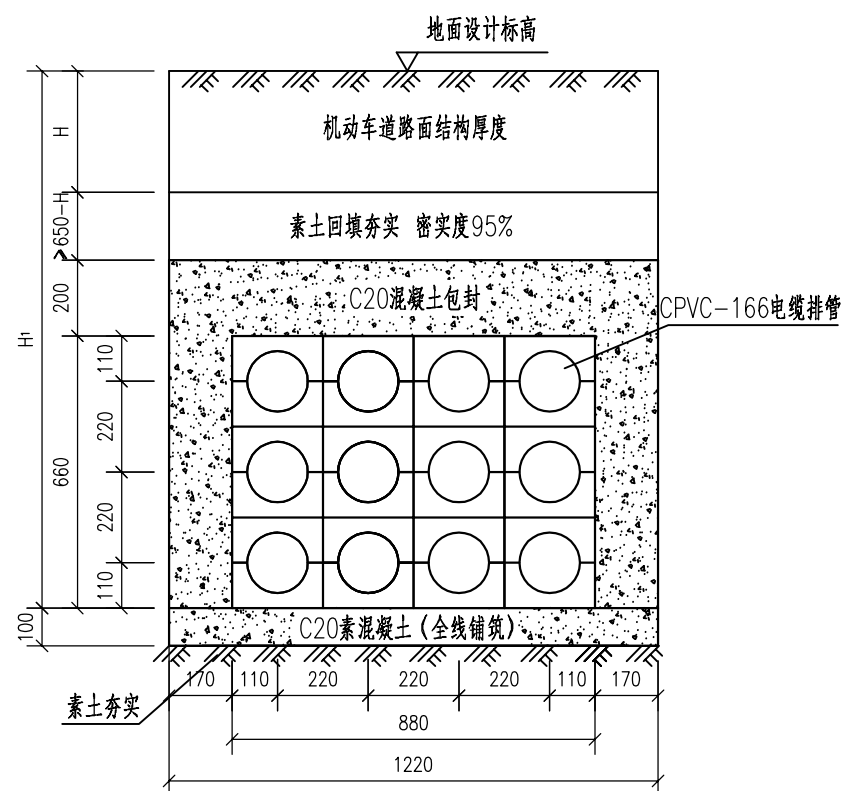 地面设计标高
机动车道路面结构厚度
素土回填夯实 密实度95%
C20混凝土包封
CPVC-166电缆排管
C20素混凝土（全线铺筑）
素土夯实
H
>650-H
200
660
H1
100
110
220
220
110
170 110 220 220 220 110 170
880
1220